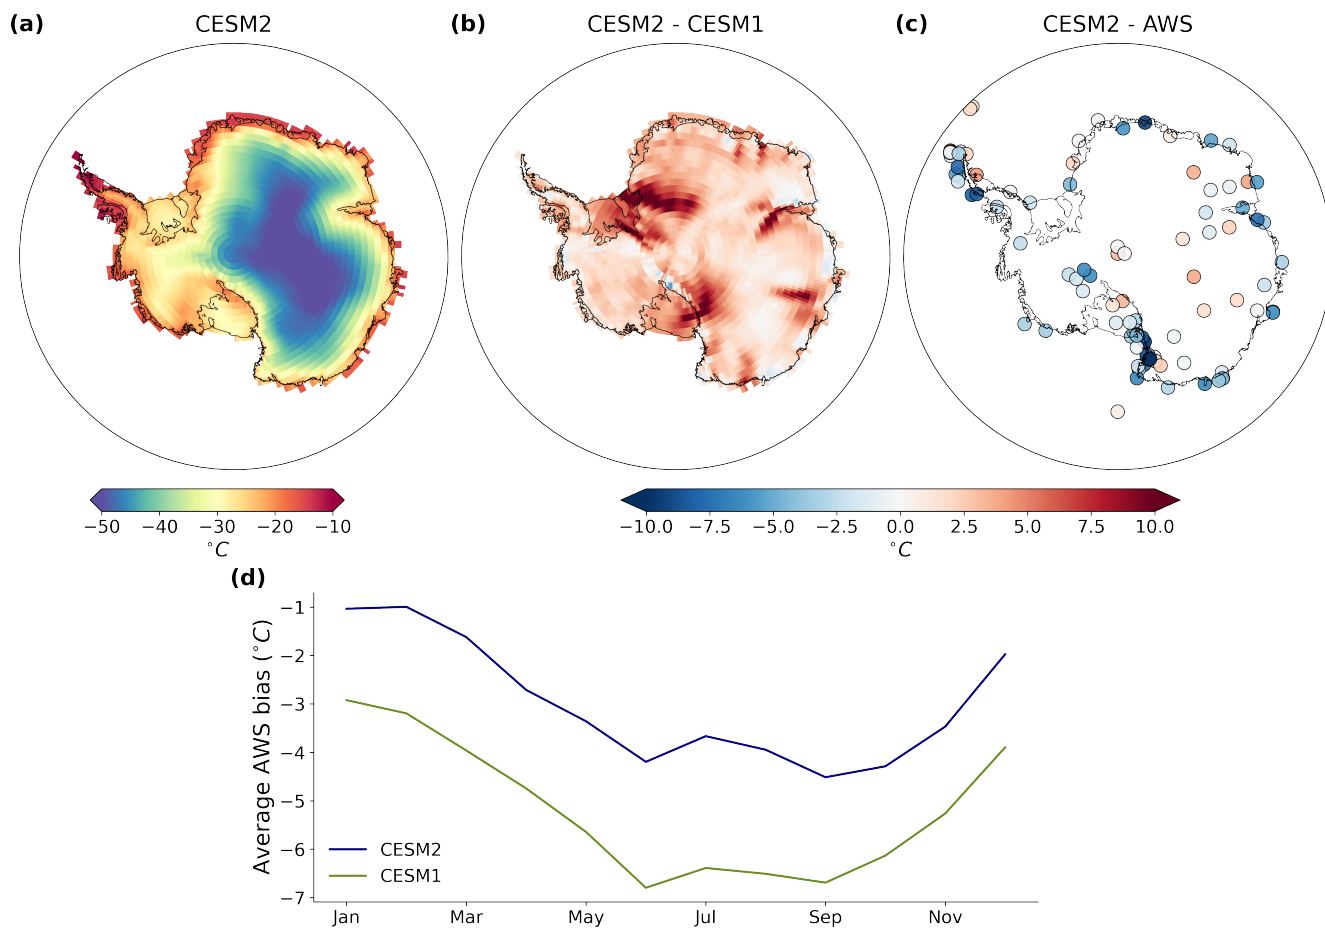 (a) CESM2
(b) CESM2 - CESM1
(c) CESM2 - AWS
−50 −40 −30 −20 −10
°C
−10.0 −7.5 −5.0 −2.5 0.0 2.5 5.0 7.5 10.0
°C
(d)
Average AWS bias (°C)
−1
−2
−3
−4
−5
−6
−7
CESM2
CESM1
Jan Mar May Jul Sep Nov